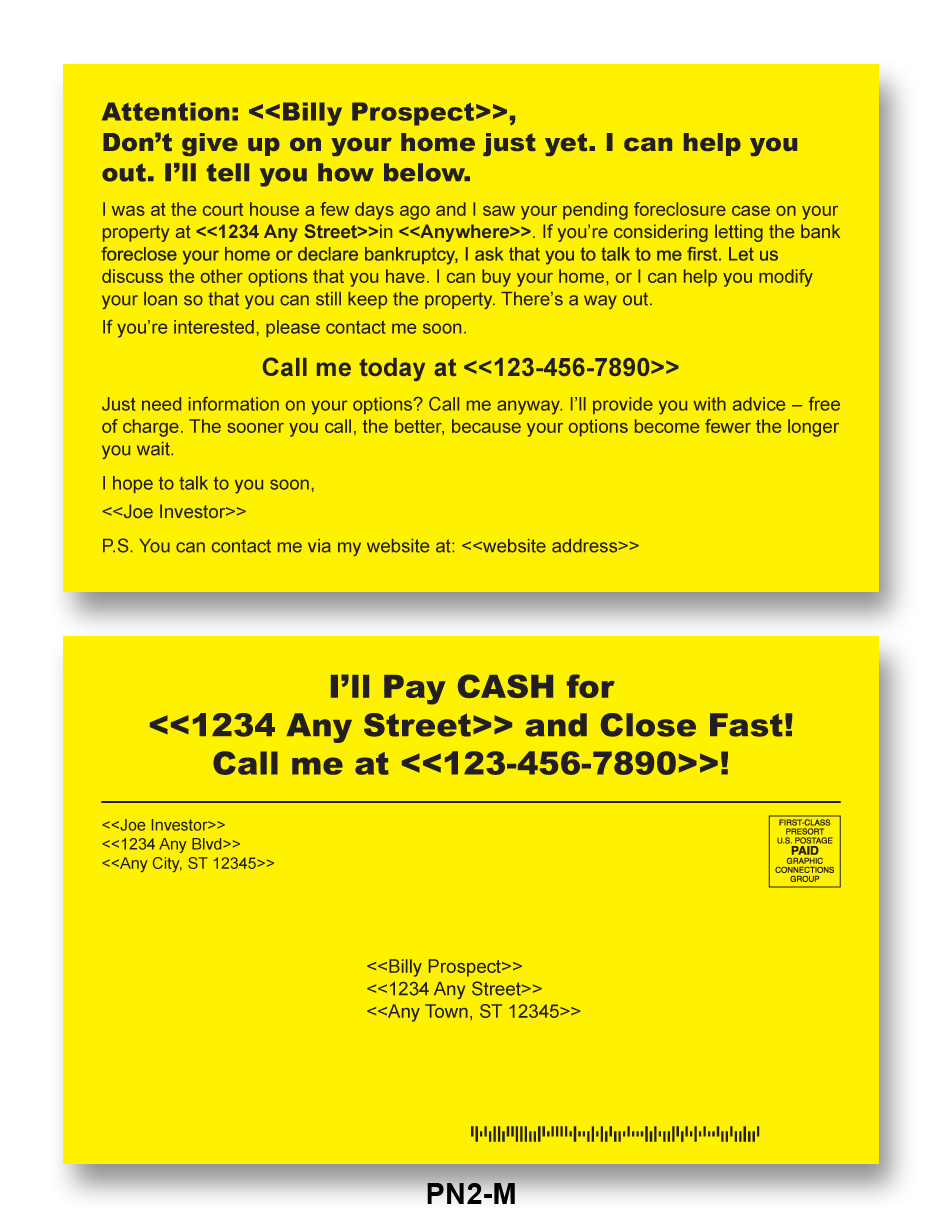 Attention: <<Billy Prospect>>,
Don’t give up on your home just yet. I can help you
out. I’ll tell you how below.
I was at the court house a few days ago and I saw your pending foreclosure case on your
property at <<1234 Any Street>>in <<Anywhere>>. If you’re considering letting the bank
foreclose your home or declare bankruptcy, I ask that you to talk to me first. Let us
discuss the other options that you have. I can buy your home, or I can help you modify
your loan so that you can still keep the property. There’s a way out.
If you’re interested, please contact me soon.
Call me today at <<123-456-7890>>
Just need information on your options? Call me anyway. I’ll provide you with advice – free
of charge. The sooner you call, the better, because your options become fewer the longer
you wait.
I hope to talk to you soon,
<<Joe Investor>>
P.S. You can contact me via my website at: <<website address>>
I’ll Pay CASH for
<<1234 Any Street>> and Close Fast!
Call me at <<123-456-7890>>!
<<Joe Investor>>
<<1234 Any Blvd>>
<<Any City, ST 12345>>
FIRST-CLASS
PRESORT
U.S. POSTAGE
PAID
GRAPHIC
CONNECTIONS
GROUP
<<Billy Prospect>>
<<1234 Any Street>>
<<Any Town, ST 12345>>
PN2-M